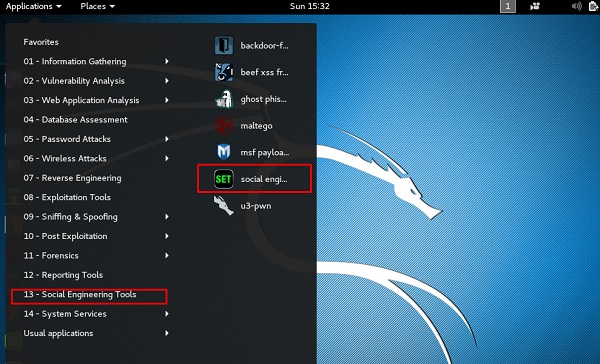 Applications ▾ Places ▾ Sun 15:32 1
Favorites
01 - Information Gathering
02 - Vulnerability Analysis
03 - Web Application Analysis
04 - Database Assessment
05 - Password Attacks
06 - Wireless Attacks
07 - Reverse Engineering
08 - Exploitation Tools
09 - Sniffing & Spoofing
10 - Post Exploitation
11 - Forensics
12 - Reporting Tools
13 - Social Engineering Tools
14 - System Services
Usual applications
backdoor-f...
beef xss fr...
ghost phis...
maltego
msf payloa...
SET social engi...
u3-pwn